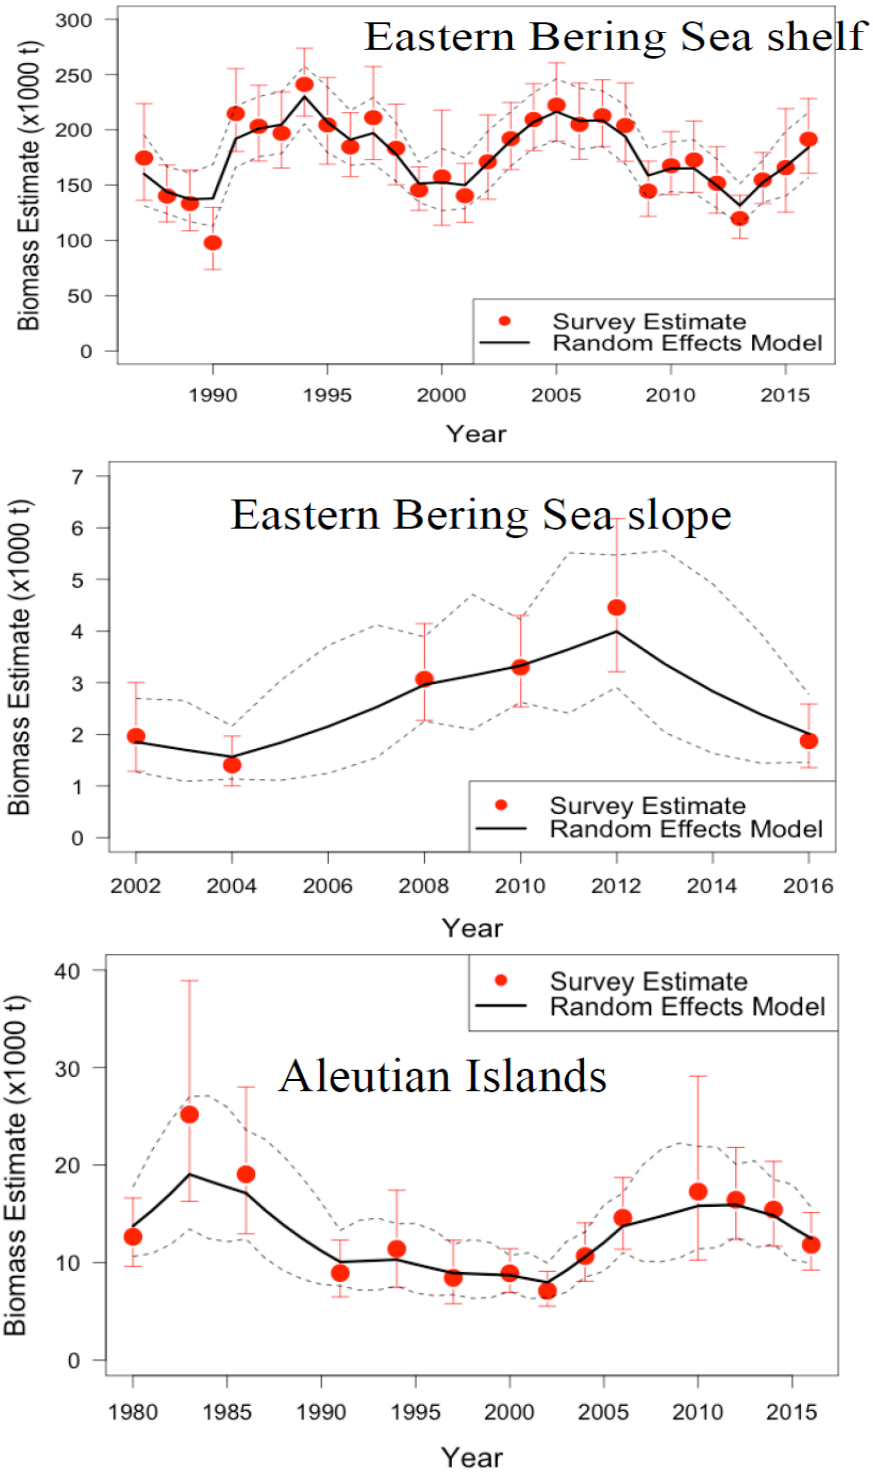 Eastern Bering Sea shelf
Biomass Estimate (x1000 t)
300
250
200
150
100
50
0
Survey Estimate
Random Effects Model
1990 1995 2000 2005 2010 2015
Year
Eastern Bering Sea slope
Biomass Estimate (x1000 t)
7
6
5
4
3
2
1
0
Survey Estimate
Random Effects Model
2002 2004 2006 2008 2010 2012 2014 2016
Year
Biomass Estimate (x1000 t)
40
30
20
10
0
Survey Estimate
Random Effects Model
Aleutian Islands
1980 1985 1990 1995 2000 2005 2010 2015
Year